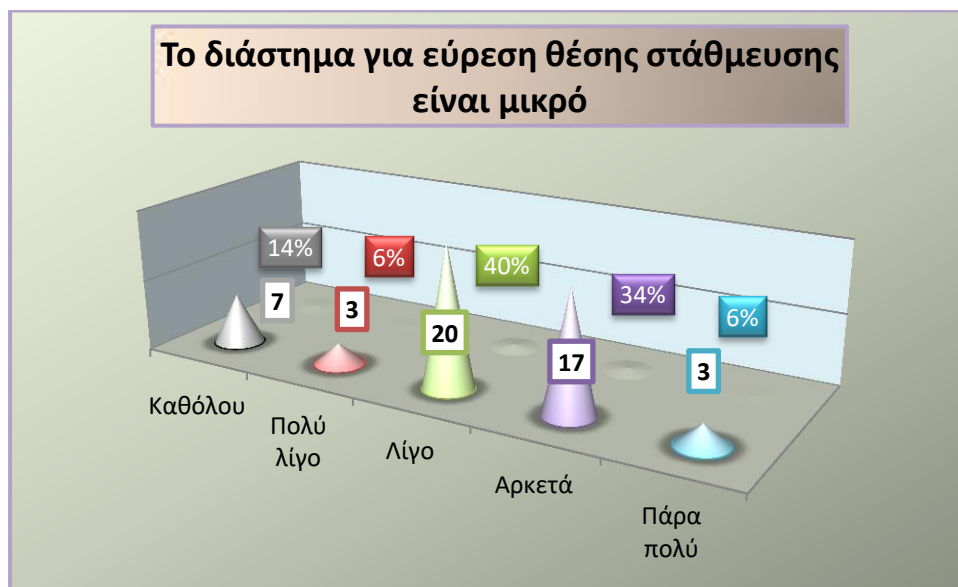 Το διάστημα για εύρεση θέσης στάθμευσης
είναι μικρό
14%
6%
40%
34%
6%
7
3
20
17
3
Καθόλου
Πολύ
λίγο
Λίγο
Αρκετά
Πάρα
πολύ